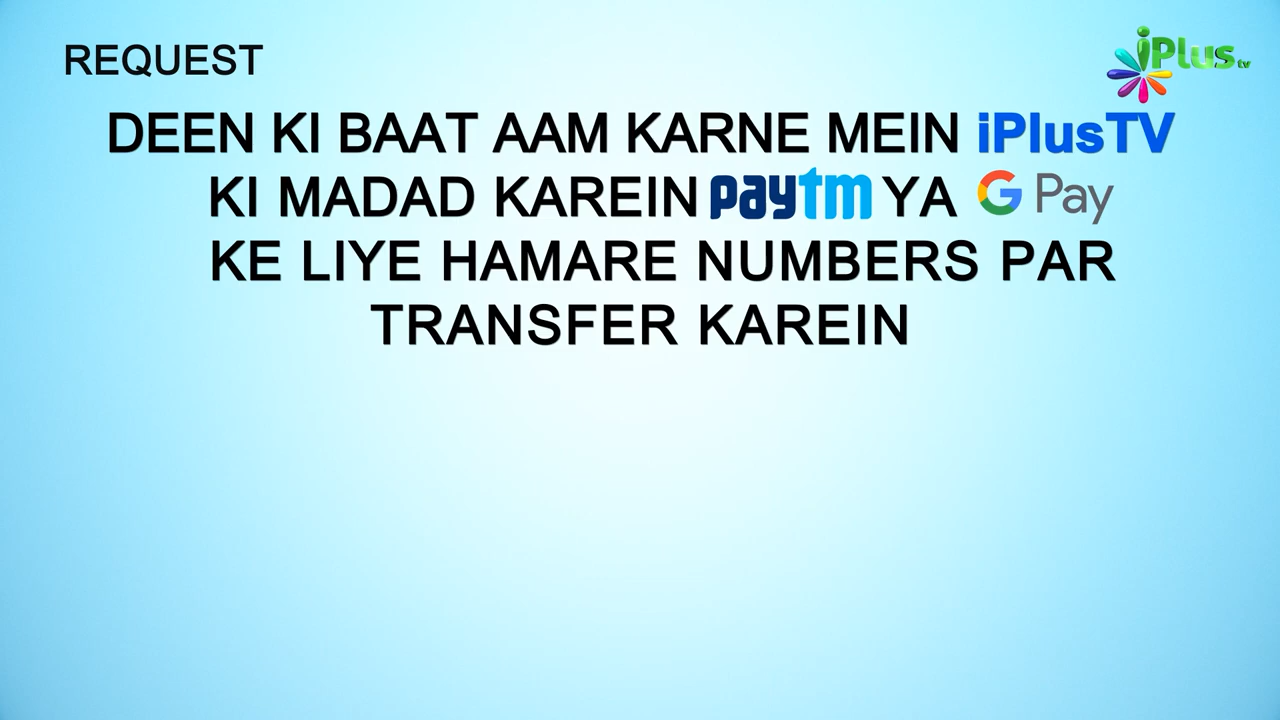 REQUEST
iPlus tv
DEEN KI BAAT AAM KARNE MEIN iPlusTV
KI MADAD KAREIN paytm YA G Pay
KE LIYE HAMARE NUMBERS PAR
TRANSFER KAREIN